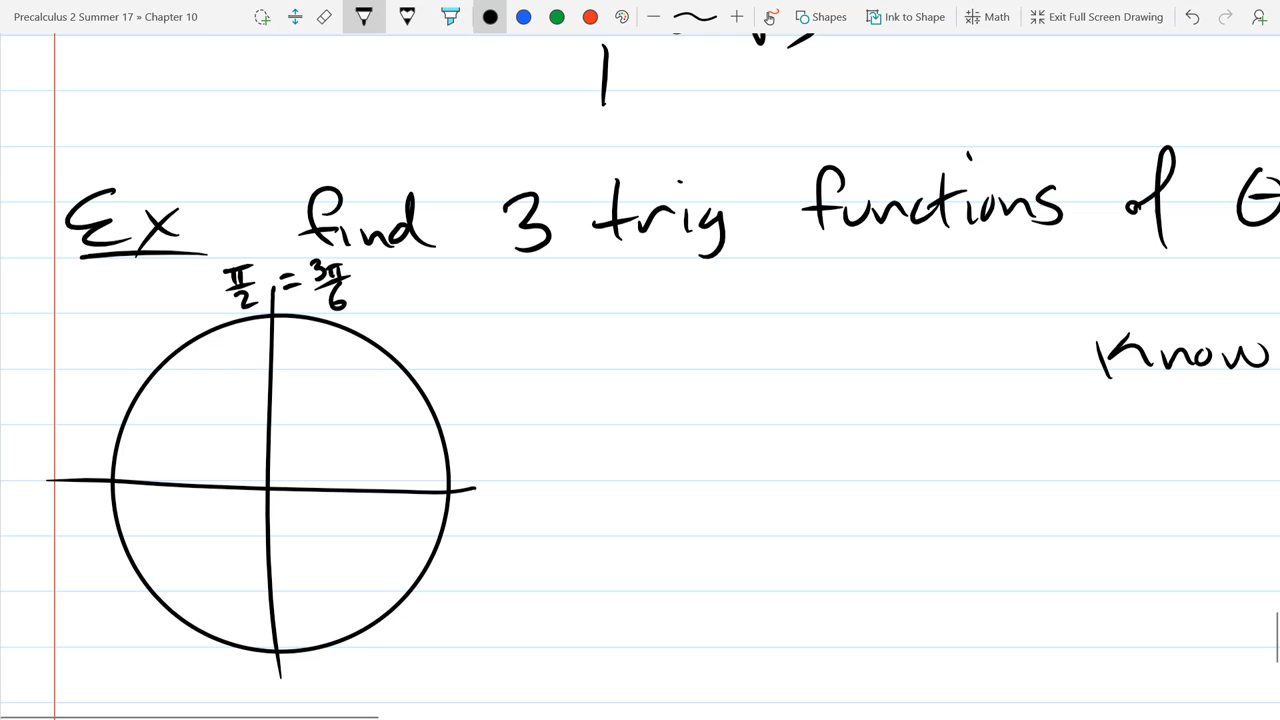 Precalculus 2 Summer 17 » Chapter 10 Shapes Ink to Shape Math Exit Full Screen Drawing
Ex find 3 trig functions of θ
π/2 = 3π/6
Know